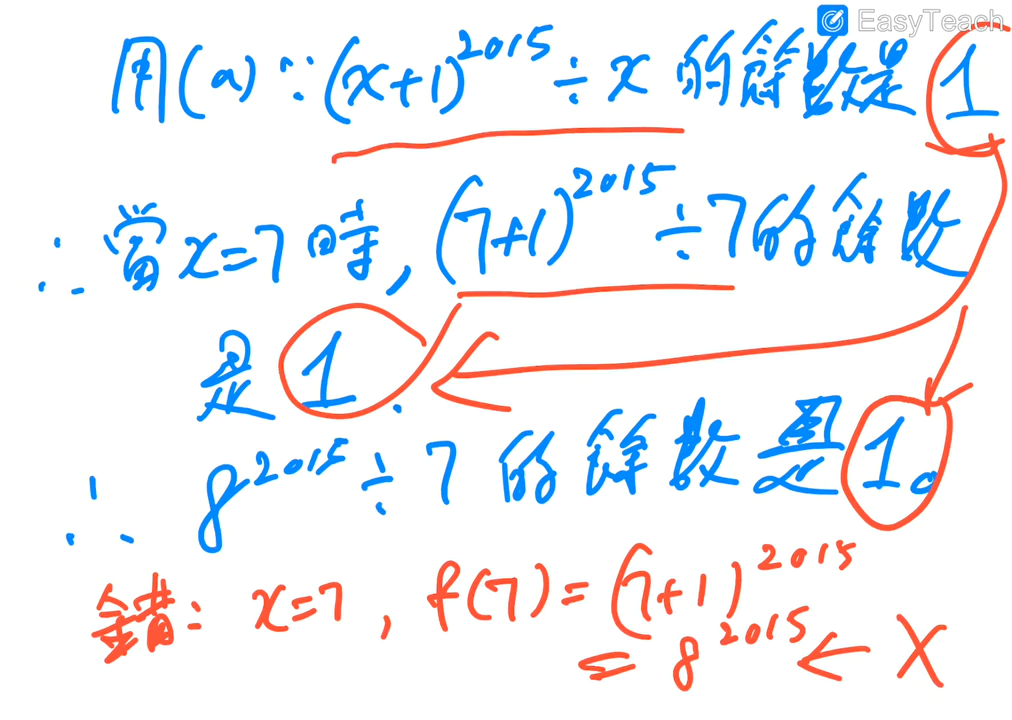 EasyTeach
用(a)∵(x+1)^2015 ÷ x 的餘數是 1
∴當 x=7 時, (7+1)^2015 ÷7 的餘數
是 1.
∴ 8^2015 ÷ 7 的餘數是 1。
錯: x=7, f(7) = (7+1)^2015
= 8^2015 ← X